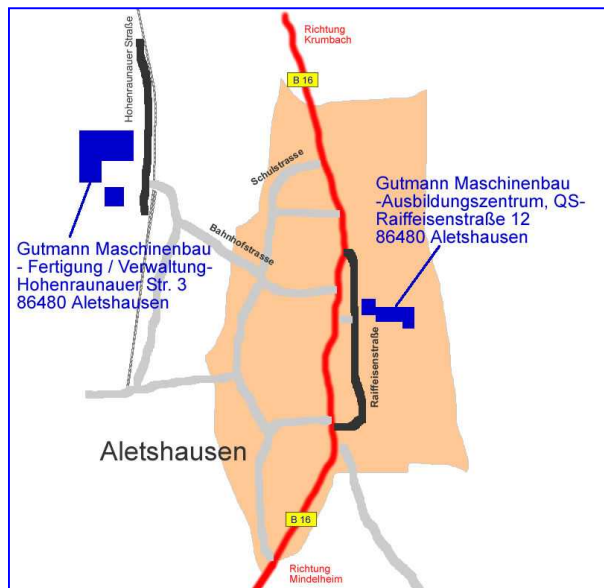 Richtung
Krumbach
B 16
Hohenraunauer Straße
Schulstrasse
Gutmann Maschinenbau
-Ausbildungszentrum, QS-
Raiffeisenstraße 12
86480 Aletshausen
Bahnhofstrasse
Gutmann Maschinenbau
- Fertigung / Verwaltung-
Hohenraunauer Str. 3
86480 Aletshausen
Raiffeisenstraße
Aletshausen
B 16
Richtung
Mindelheim